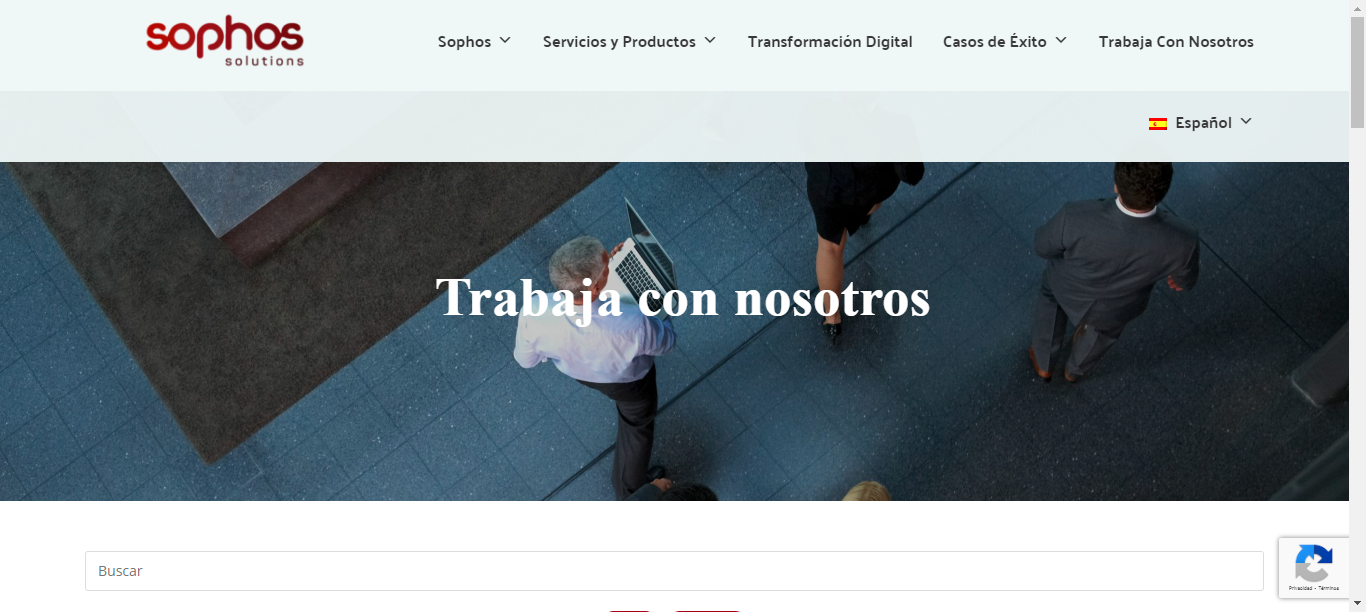 sophos
solutions
Sophos Servicios y Productos Transformación Digital Casos de Éxito Trabaja Con Nosotros
Español
Trabaja con nosotros
Buscar
Privacidad - Términos